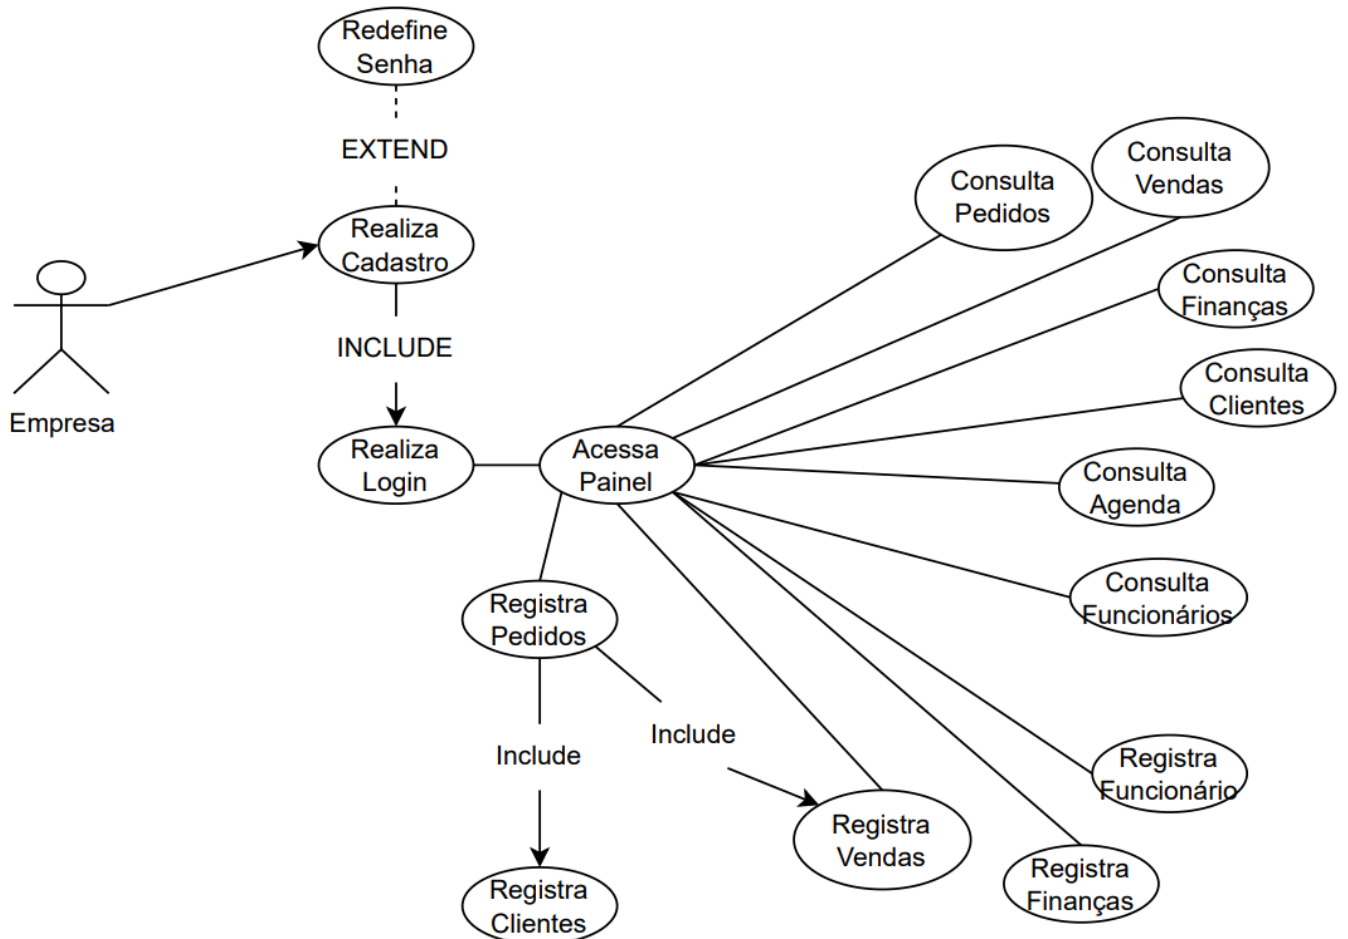 Redefine
Senha
EXTEND
Realiza
Cadastro
INCLUDE
Empresa
Realiza
Login
Acessa
Painel
Consulta
Pedidos
Consulta
Vendas
Consulta
Finanças
Consulta
Clientes
Consulta
Agenda
Consulta
Funcionários
Registra
Pedidos
Include
Include
Registra
Clientes
Registra
Vendas
Registra
Funcionário
Registra
Finanças